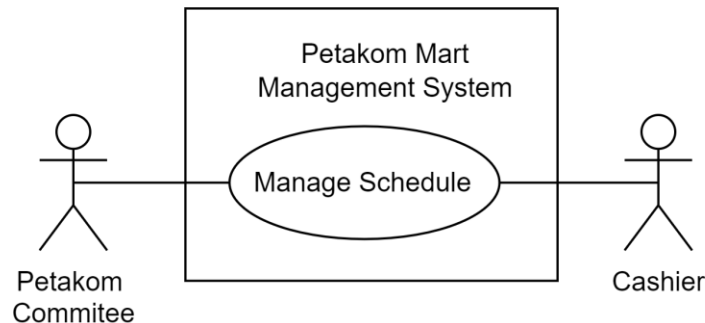 Petakom Mart
Management System
Manage Schedule
Petakom
Commitee
Cashier